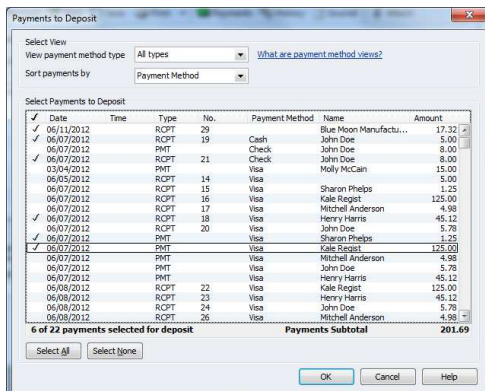 Payments to Deposit
Select View
View payment method type All types What are payment method views?
Sort payments by Payment Method
Select Payments to Deposit
✓ Date Time Type No. Payment Method Name Amount
✓ 06/11/2012 RCPT 29 Blue Moon Manufactu... 17.32
✓ 06/07/2012 RCPT 19 Cash John Doe 5.00
06/07/2012 PMT Check John Doe 8.00
✓ 06/07/2012 RCPT 21 Check John Doe 8.00
03/04/2012 PMT Visa Molly McCain 15.00
06/05/2012 RCPT 14 Visa 5.00
06/07/2012 RCPT 15 Visa Sharon Phelps 1.25
06/07/2012 RCPT 16 Visa Kale Regist 125.00
06/07/2012 RCPT 17 Visa Mitchell Anderson 4.98
✓ 06/07/2012 RCPT 18 Visa Henry Harris 45.12
06/07/2012 RCPT 20 Visa John Doe 5.78
✓ 06/07/2012 PMT Visa Sharon Phelps 1.25
✓ 06/07/2012 PMT Visa Kale Regist 125.00
06/07/2012 PMT Visa Mitchell Anderson 4.98
06/07/2012 PMT Visa John Doe 5.78
06/07/2012 PMT Visa Henry Harris 45.12
06/08/2012 RCPT 22 Visa Kale Regist 125.00
06/08/2012 RCPT 23 Visa Henry Harris 45.12
06/08/2012 RCPT 24 Visa John Doe 5.78
06/08/2012 RCPT 26 Visa Mitchell Anderson 4.98
6 of 22 payments selected for deposit Payments Subtotal 201.69
Select All Select None
OK Cancel Help